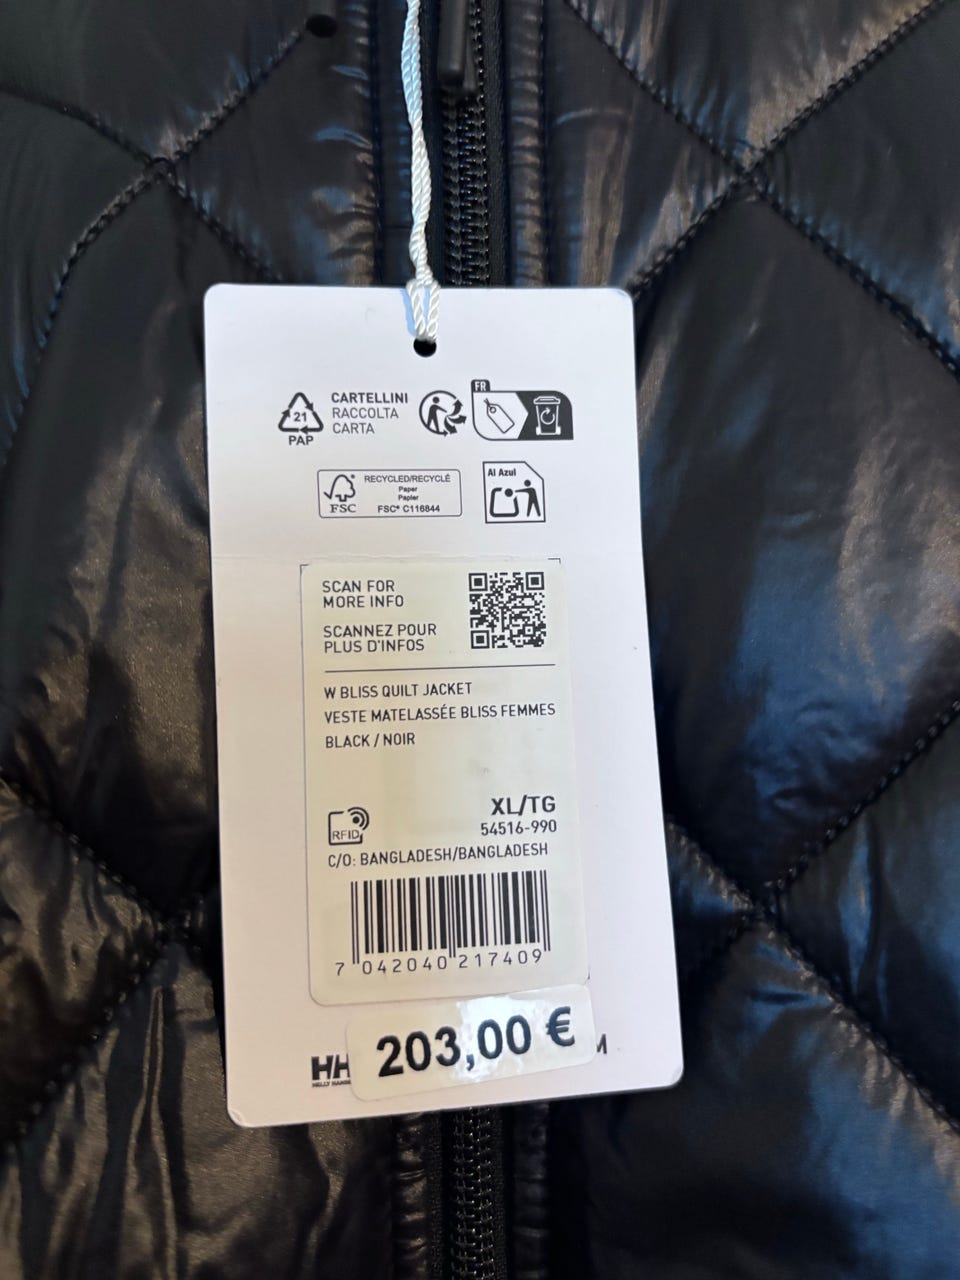 FR
21
PAP
CARTELLINI
RACCOLTA
CARTA
FSC
RECYCLED/RECYCLÉ
Paper
Papier
FSC® C116844
Al Azul
SCAN FOR
MORE INFO
SCANNEZ POUR
PLUS D'INFOS
W BLISS QUILT JACKET
VESTE MATELASSÉE BLISS FEMMES
BLACK / NOIR
XL/TG
RFID
54516-990
C/O: BANGLADESH/BANGLADESH
7 042040 217409
203,00 €
HH
M